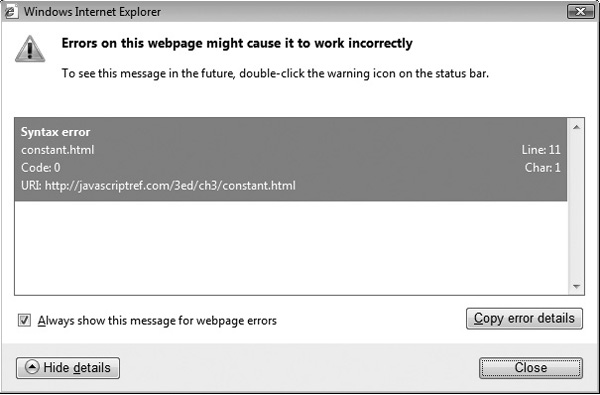 Windows Internet Explorer
Errors on this webpage might cause it to work incorrectly
To see this message in the future, double-click the warning icon on the status bar.
Syntax error
constant.html Line: 11
Code: 0 Char: 1
URI: http://javascriptref.com/3ed/ch3/constant.html
Always show this message for webpage errors
Copy error details
Hide details
Close